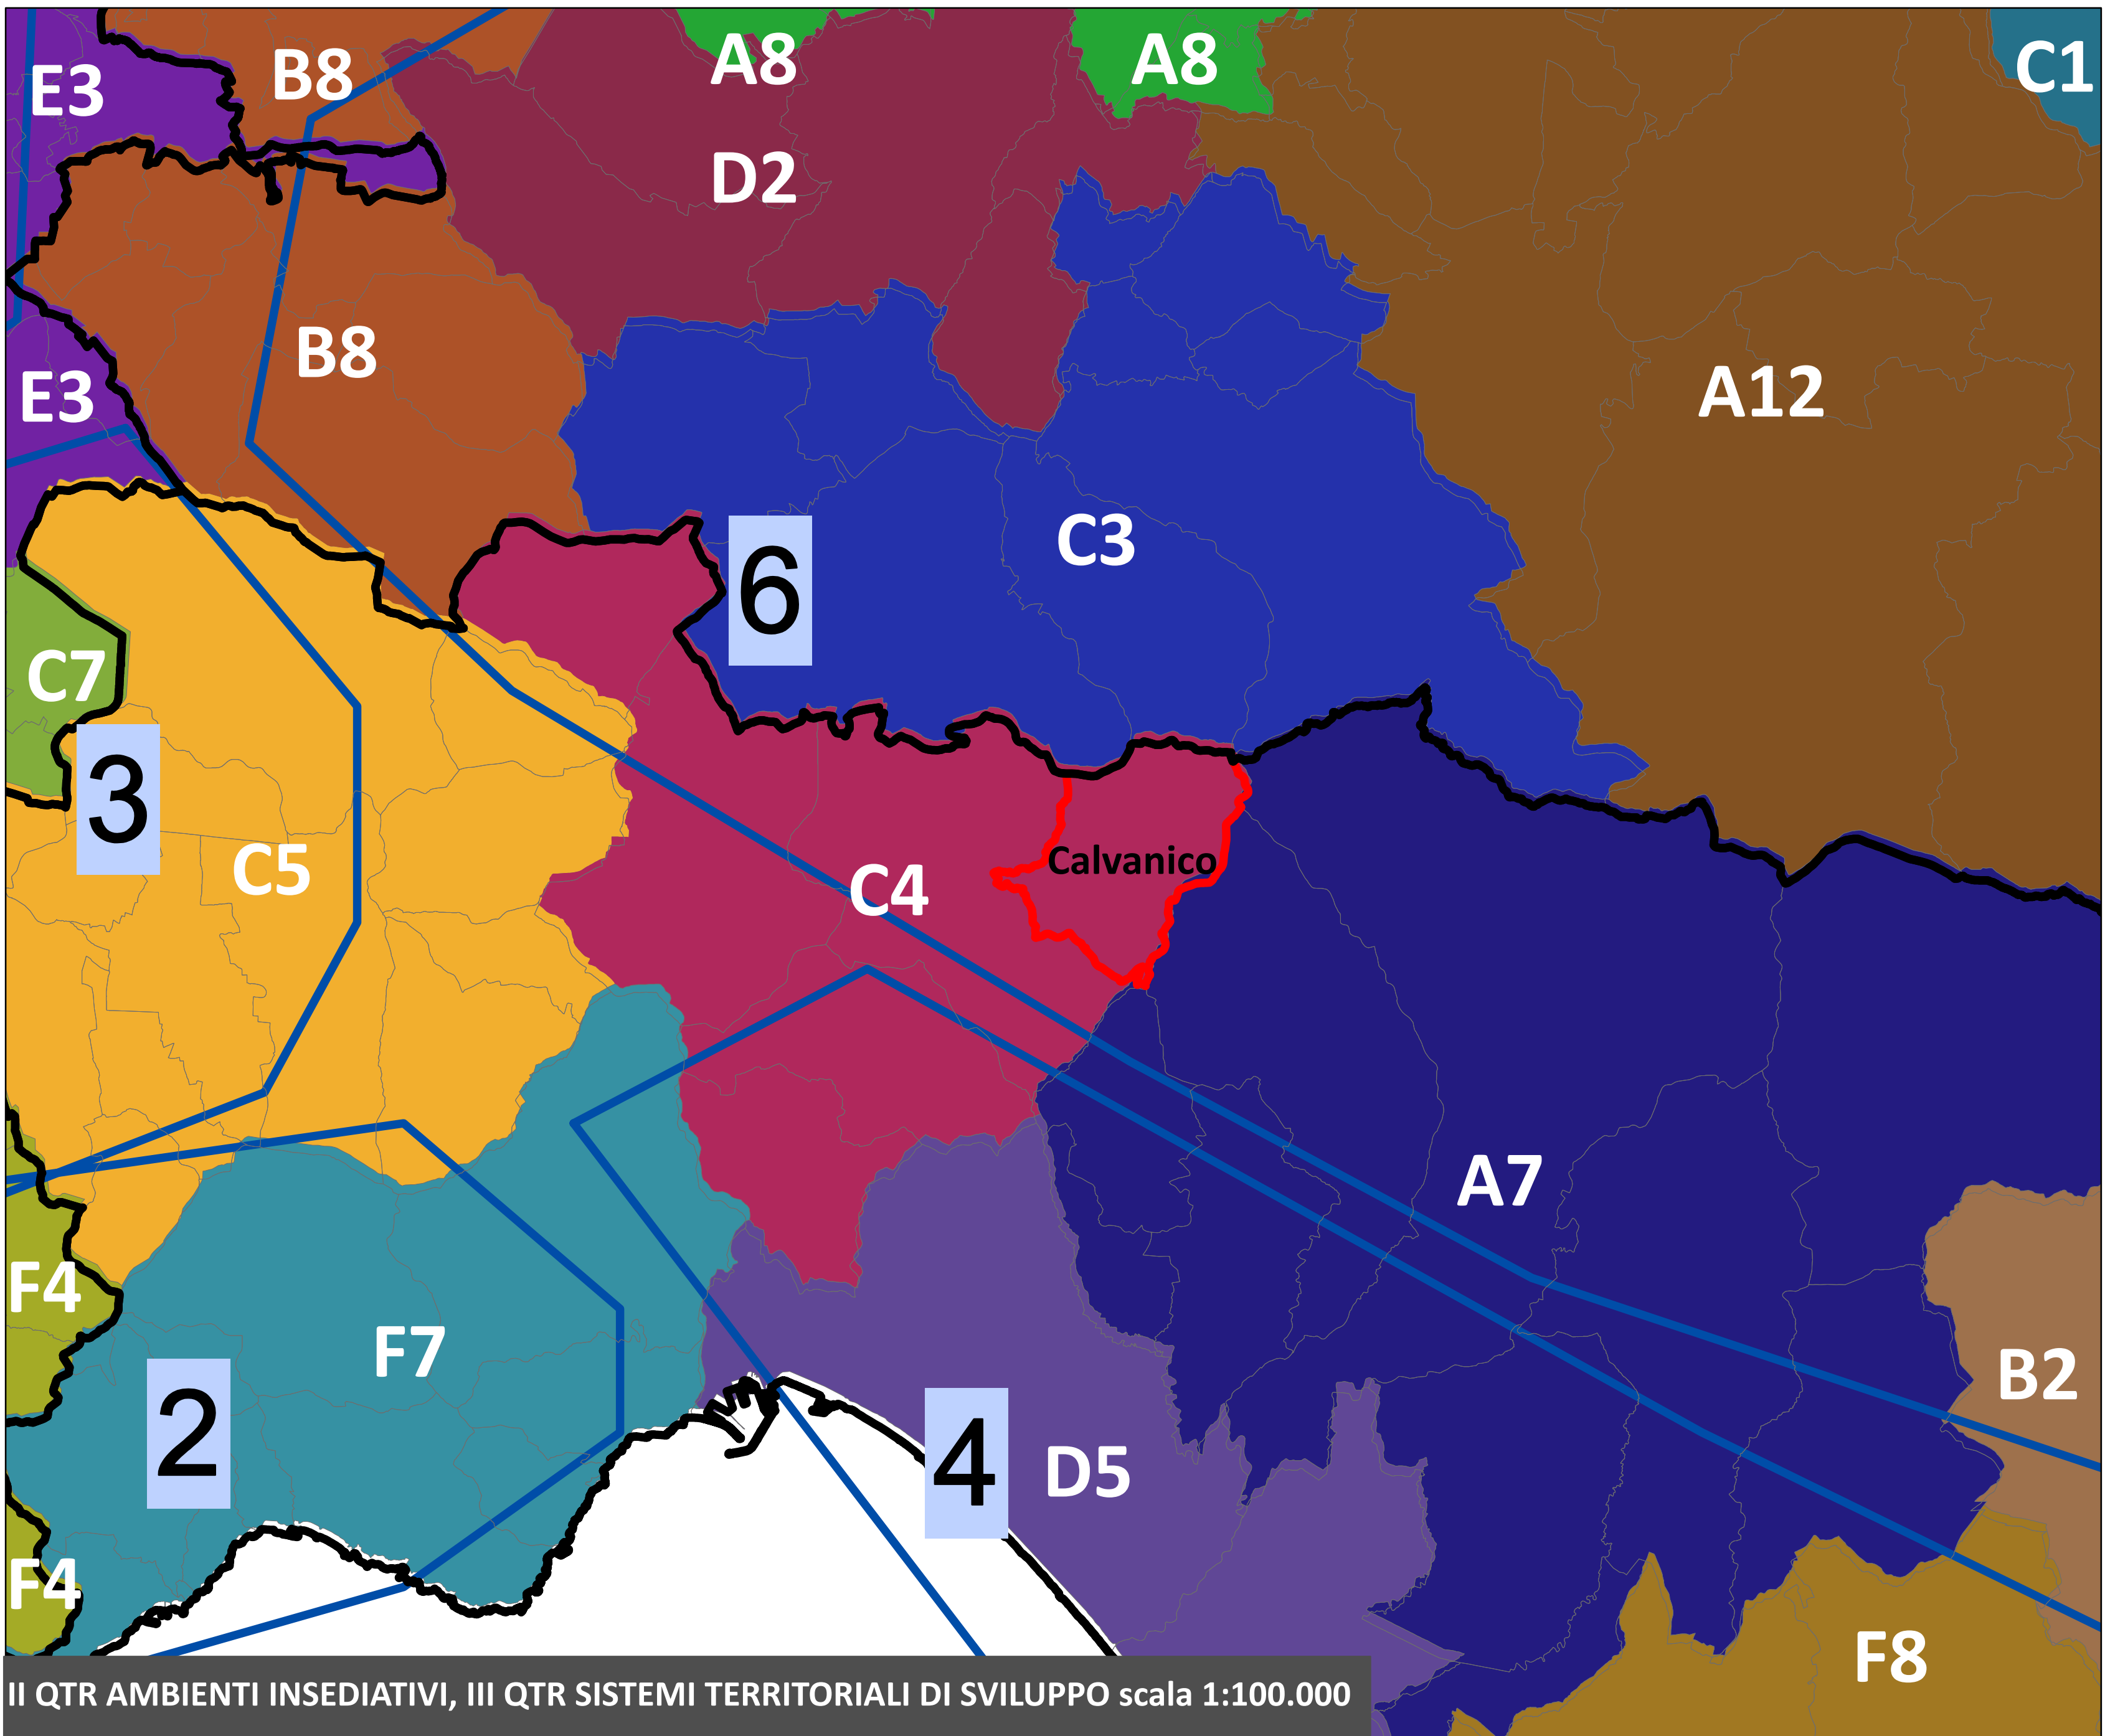 A8
A8
C1
E3
B8
D2
B8
E3
A12
C3
6
C7
3
C5
Calvanico
C4
A7
F4
F7
B2
2
4
D5
F4
F8
II QTR AMBIENTI INSEDIATIVI, III QTR SISTEMI TERRITORIALI DI SVILUPPO scala 1:100.000